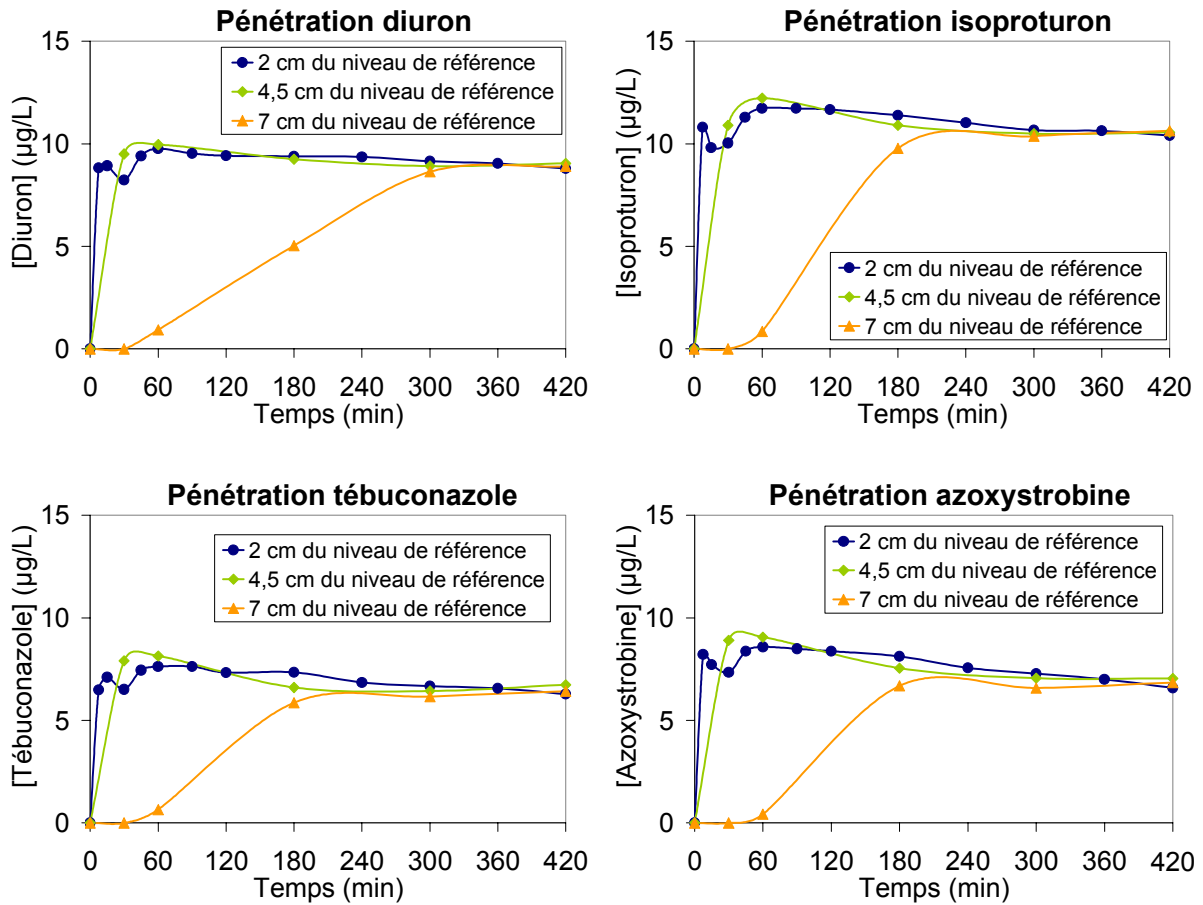 Pénétration diuron
15
10
5
0
[Diuron] (µg/L)
2 cm du niveau de référence
4,5 cm du niveau de référence
7 cm du niveau de référence
0 60 120 180 240 300 360 420
Temps (min)
Pénétration isoproturon
15
10
5
0
[Isoproturon] (µg/L)
2 cm du niveau de référence
4,5 cm du niveau de référence
7 cm du niveau de référence
0 60 120 180 240 300 360 420
Temps (min)
Pénétration tébuconazole
15
10
5
0
[Tébuconazole] (µg/L)
2 cm du niveau de référence
4,5 cm du niveau de référence
7 cm du niveau de référence
0 60 120 180 240 300 360 420
Temps (min)
Pénétration azoxystrobine
15
10
5
0
[Azoxystrobine] (µg/L)
2 cm du niveau de référence
4,5 cm du niveau de référence
7 cm du niveau de référence
0 60 120 180 240 300 360 420
Temps (min)